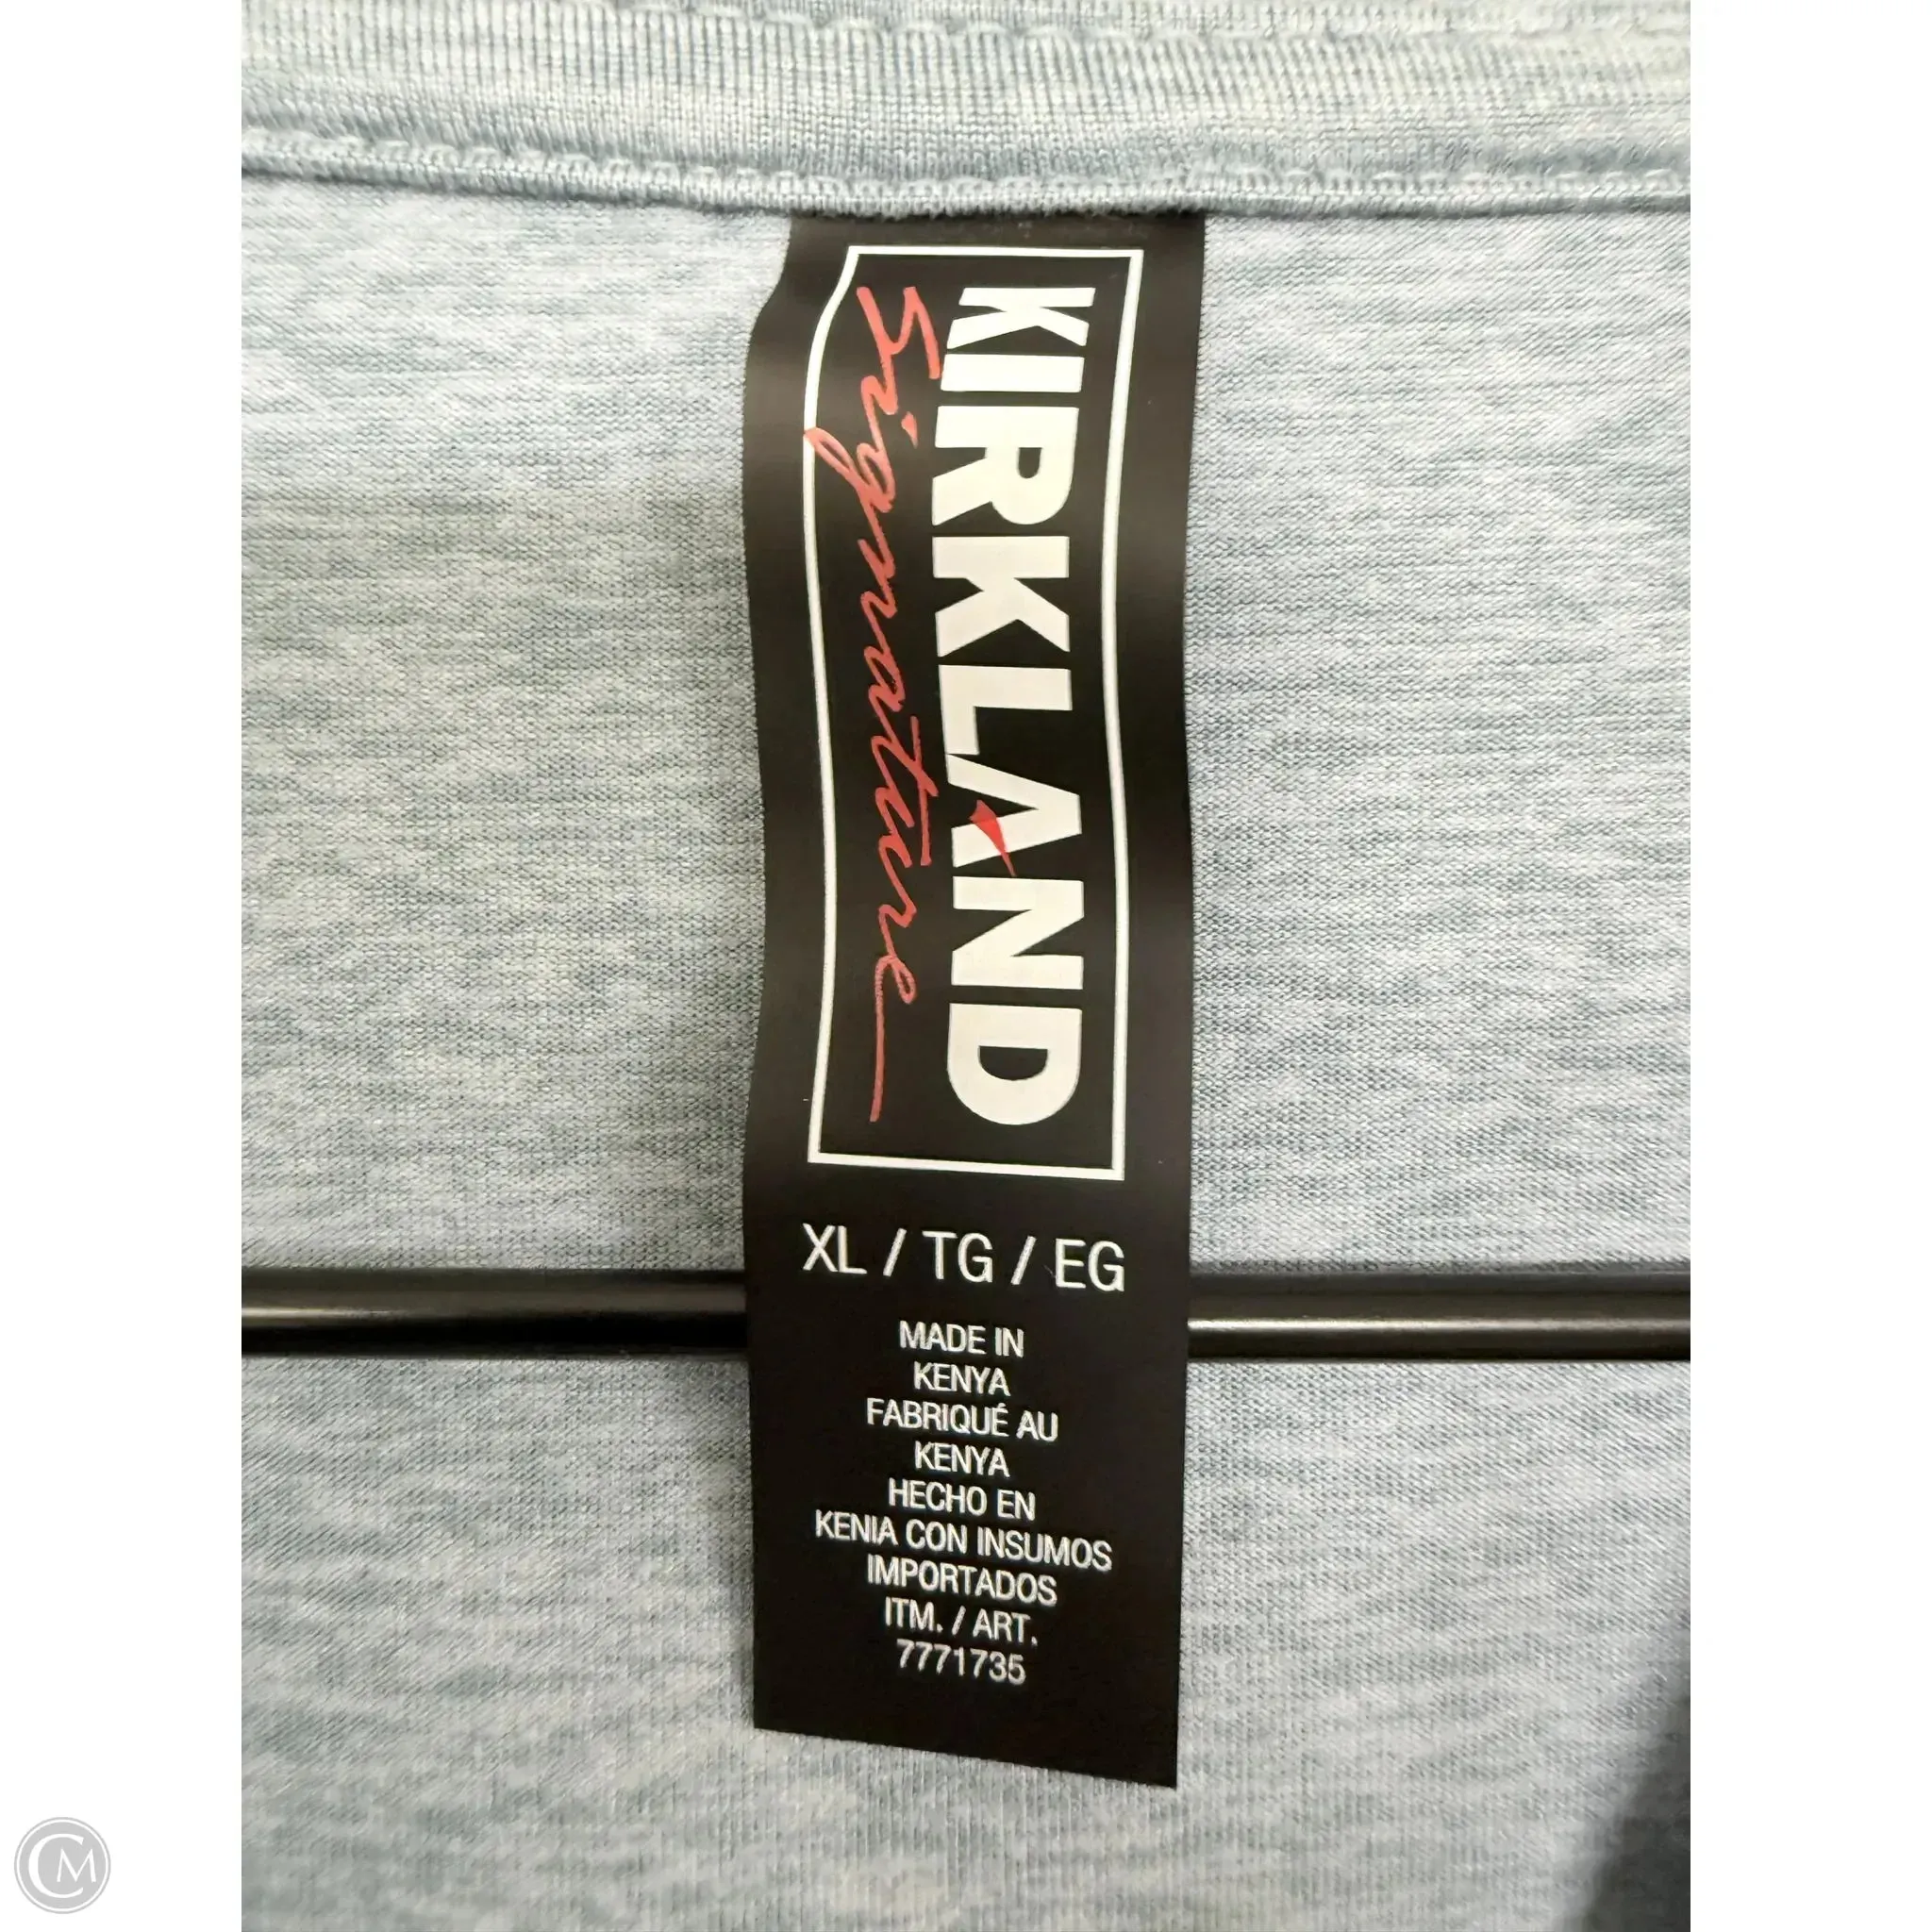 KIRKLAND
Signature
XL / TG / EG
MADE IN
KENYA
FABRIQUÉ AU
KENYA
HECHO EN
KENIA CON INSUMOS
IMPORTADOS
ITM. / ART.
7771735
CM